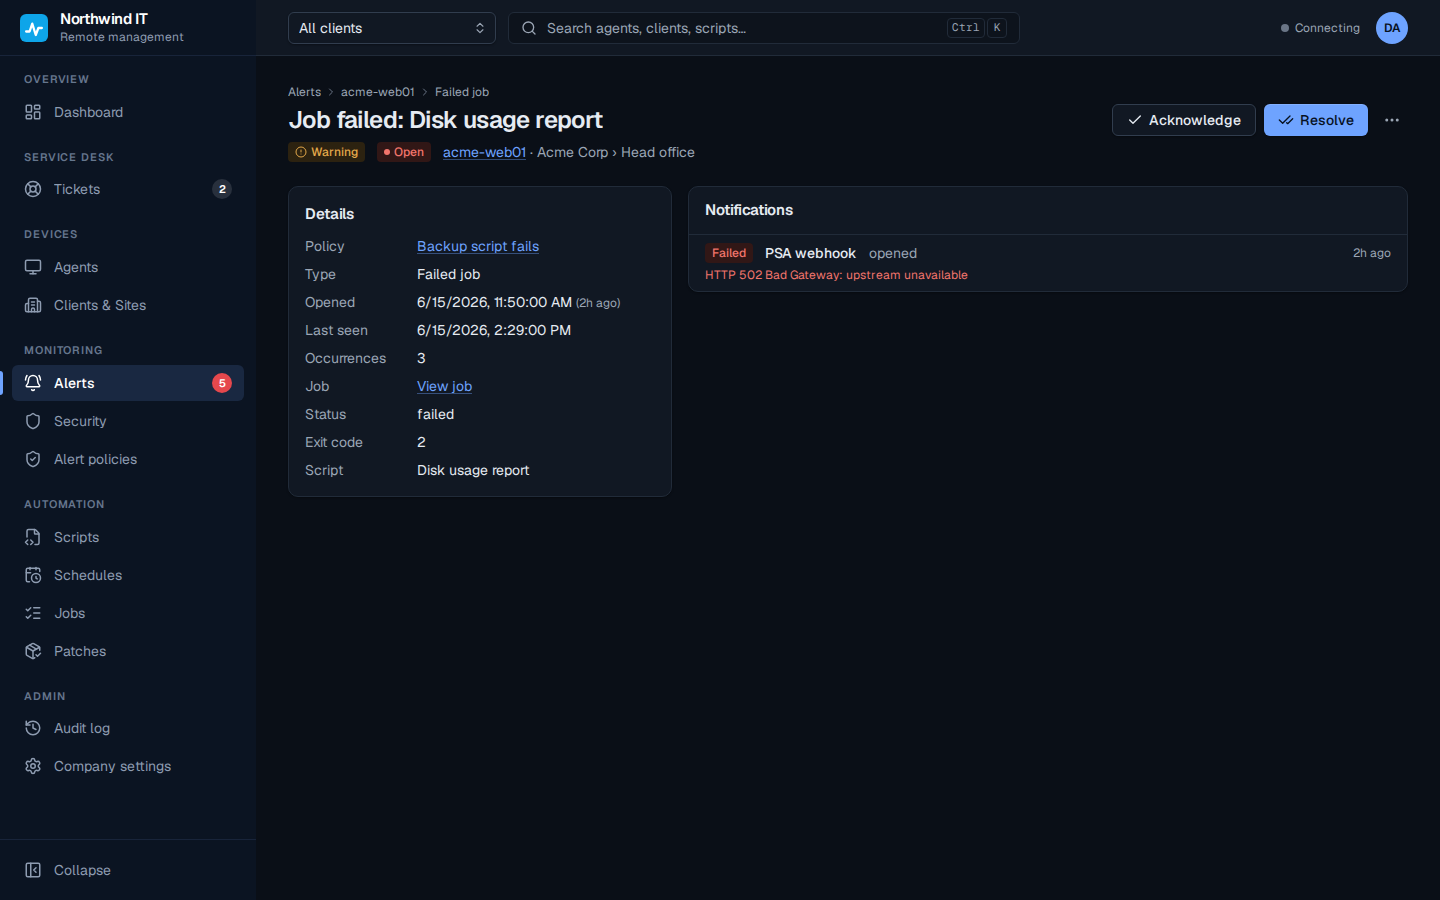 Northwind IT
Remote management
All clients
Search agents, clients, scripts...
Ctrl K
Connecting
DA
OVERVIEW
Dashboard
SERVICE DESK
Tickets 2
DEVICES
Agents
Clients & Sites
MONITORING
Alerts 5
Security
Alert policies
AUTOMATION
Scripts
Schedules
Jobs
Patches
ADMIN
Audit log
Company settings
Collapse
Alerts > acme-web01 > Failed job
Job failed: Disk usage report
Acknowledge
Resolve
Warning Open acme-web01 · Acme Corp › Head office
Details
Policy Backup script fails
Type Failed job
Opened 6/15/2026, 11:50:00 AM (2h ago)
Last seen 6/15/2026, 2:29:00 PM
Occurrences 3
Job View job
Status failed
Exit code 2
Script Disk usage report
Notifications
Failed PSA webhook opened 2h ago
HTTP 502 Bad Gateway: upstream unavailable